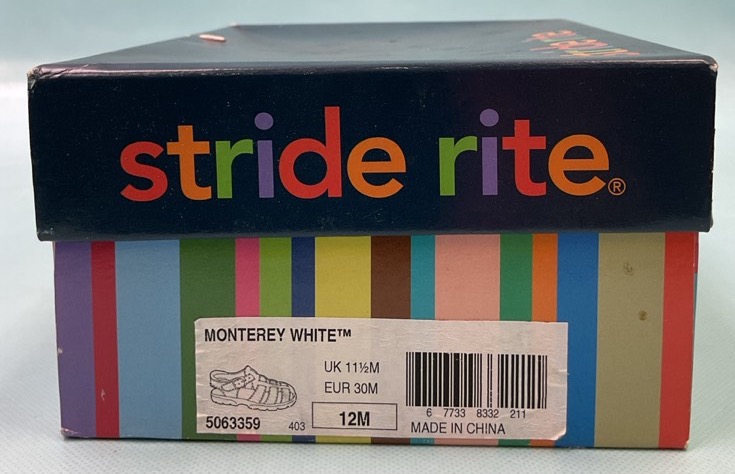 stride rite®
MONTEREY WHITE™
UK 11½M
EUR 30M
12M
5063359 403
6 7733 8332 211
MADE IN CHINA